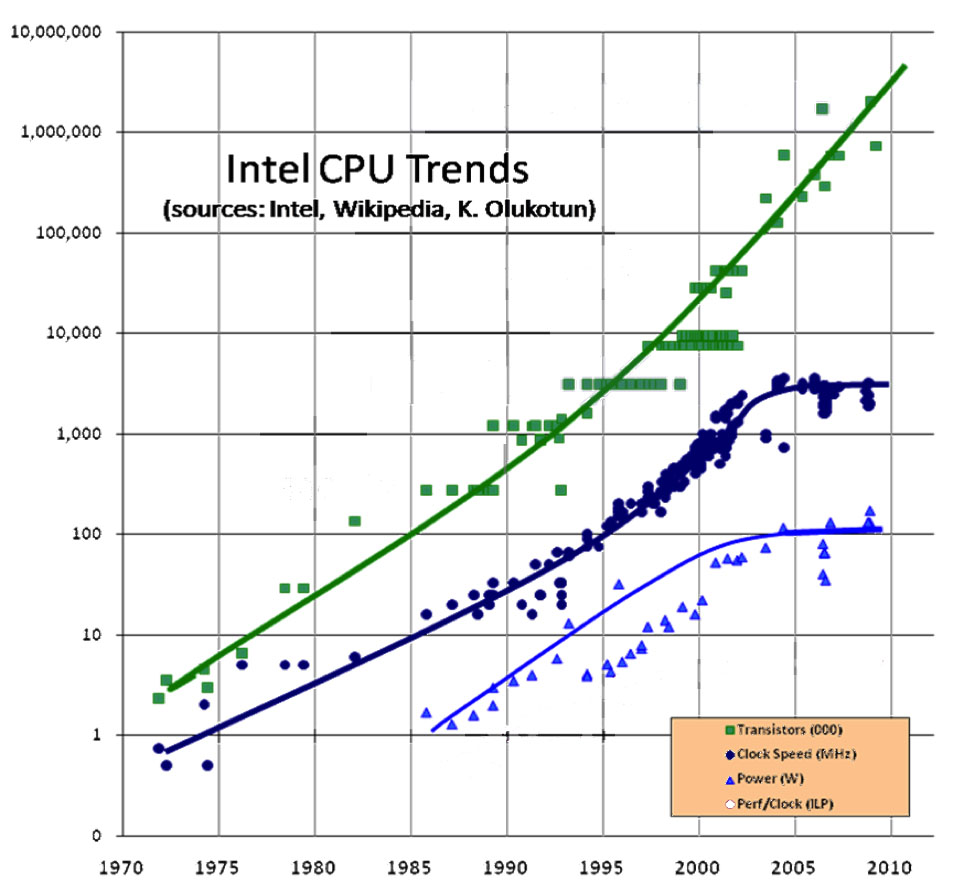 10,000,000
1,000,000
Intel CPU Trends
(sources: Intel, Wikipedia, K. Olukotun)
100,000
10,000
1,000
100
10
1
Transistors (000)
Clock Speed (MHz)
Power (W)
Perf/Clock (ILP)
0
1970 1975 1980 1985 1990 1995 2000 2005 2010